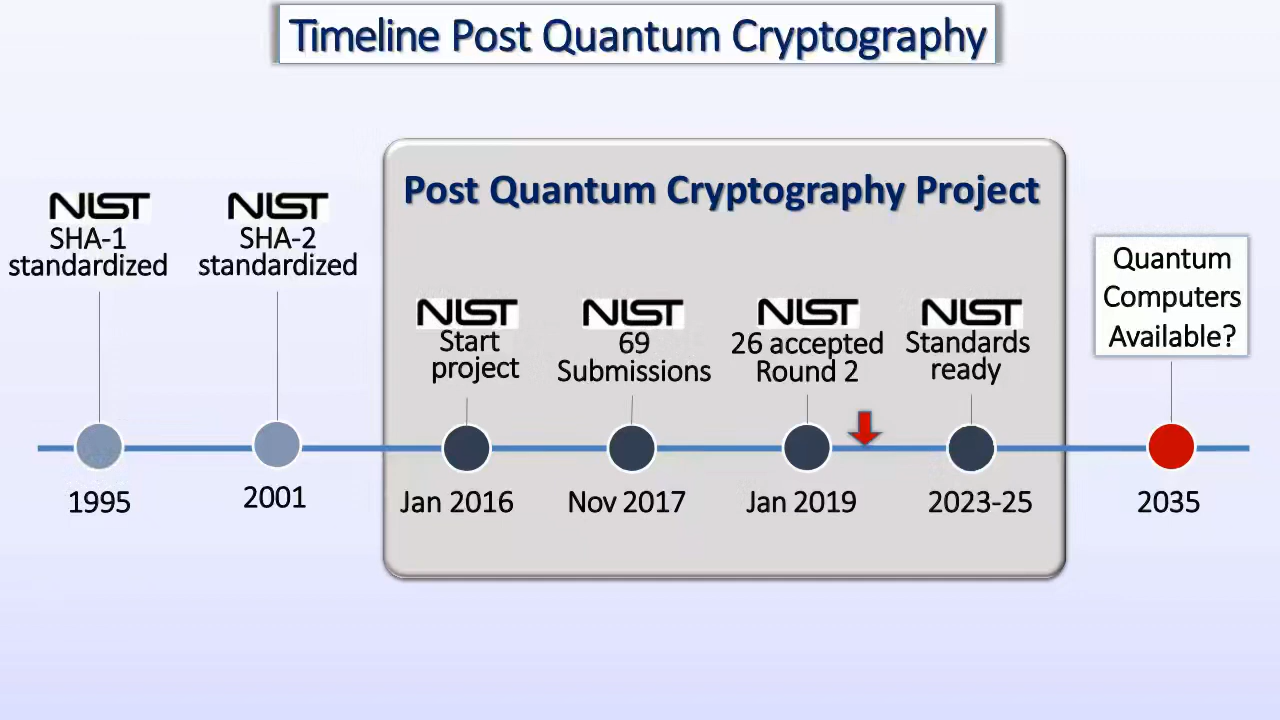 Timeline Post Quantum Cryptography
Post Quantum Cryptography Project
NIST
SHA-1
standardized
1995
NIST
SHA-2
standardized
2001
NIST
Start
project
Jan 2016
NIST
69
Submissions
Nov 2017
NIST
26 accepted
Round 2
Jan 2019
NIST
Standards
ready
2023-25
Quantum
Computers
Available?
2035